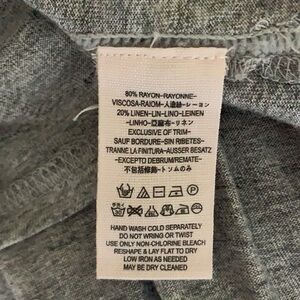 80% RAYON-RAYONNE-
VISCOSA-RAIOM-人造絲-レーヨン
20% LINEN-LIN-LINO-LEINEN
-LINHO-亞麻布-リネン
EXCLUSIVE OF TRIM-
SAUF BORDURE-SIN RIBETES-
TRANNE LA FINITURA-AUSSER BESATZ
-EXCEPTO DEBRUM/REMATE-
不包括修飾-トリムのみ
HAND WASH COLD SEPARATELY
DO NOT WRING OR TWIST
USE ONLY NON-CHLORINE BLEACH
RESHAPE & LAY FLAT TO DRY
LOW IRON AS NEEDED
MAY BE DRY CLEANED